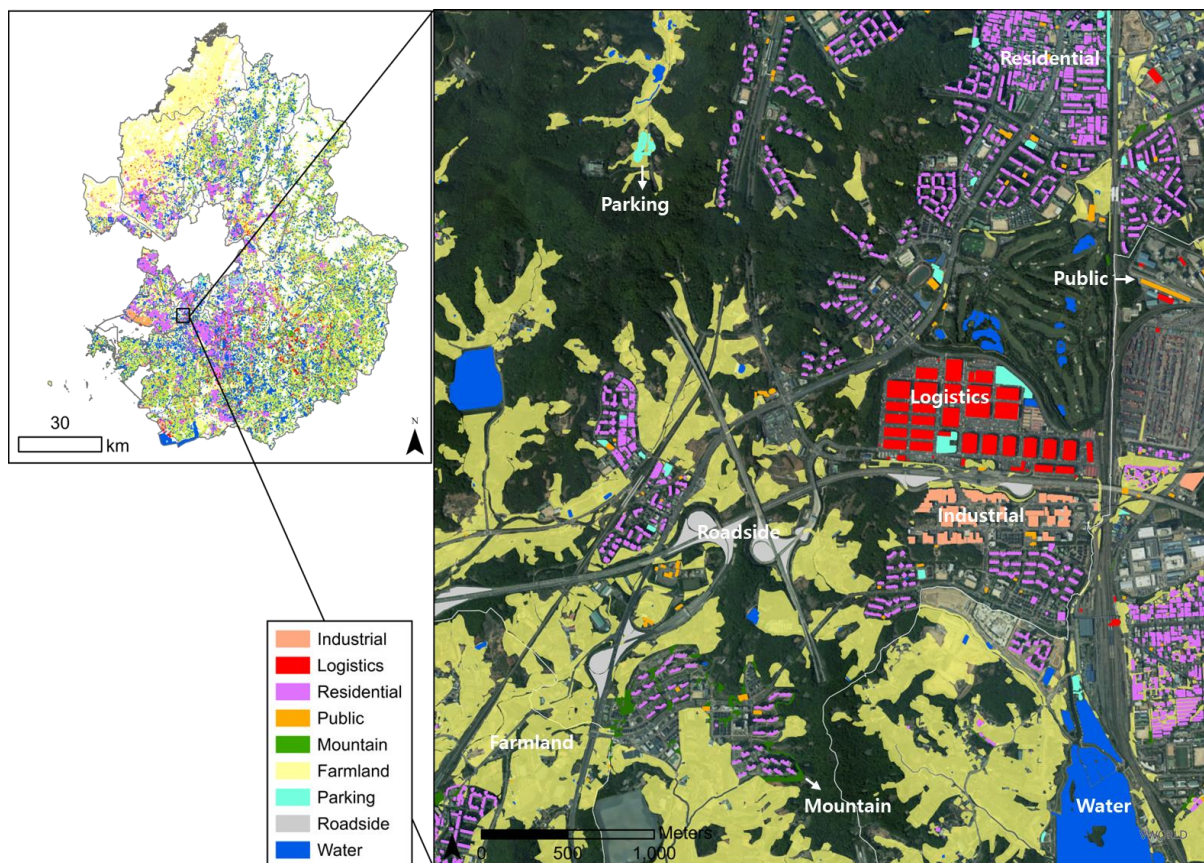 30
km
N
Industrial
Logistics
Residential
Public
Mountain
Farmland
Parking
Roadside
Water
Residential
Parking
Public
Logistics
Industrial
Roadside
Farmland
Mountain
Water
Meters
0 500 1,000